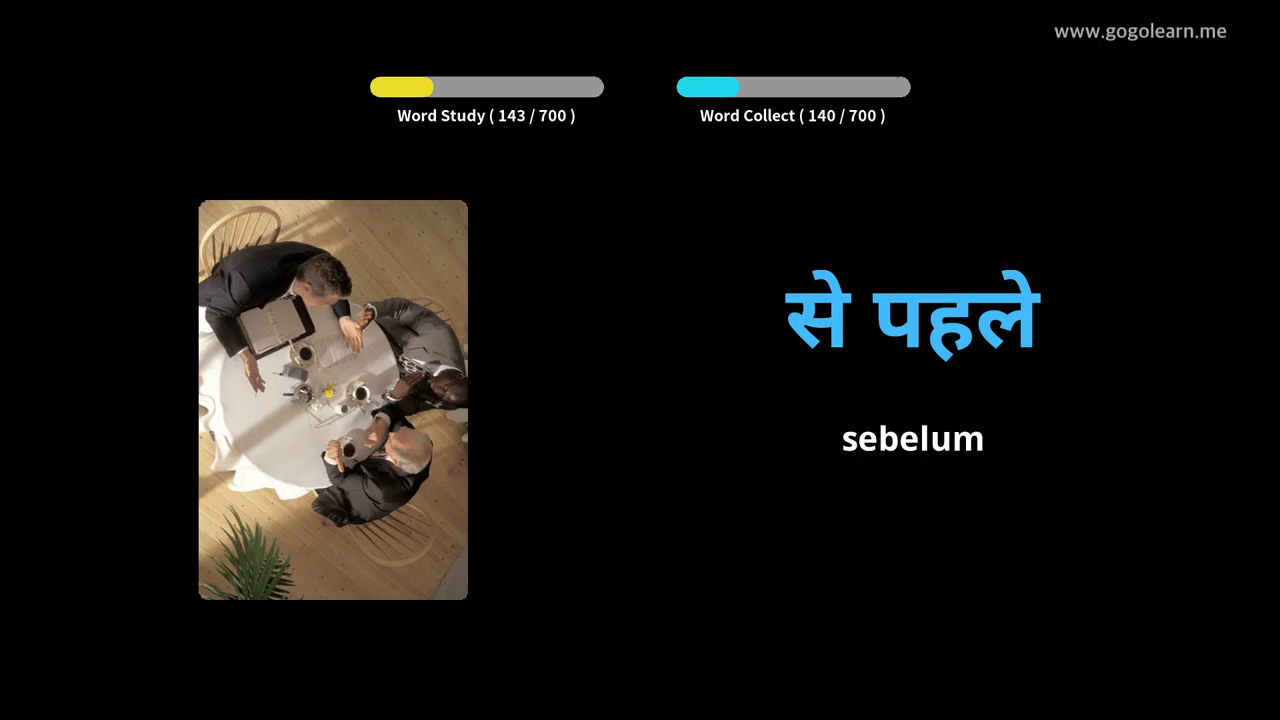 www.gogolearn.me
Word Study ( 143 / 700 )
Word Collect ( 140 / 700 )
से पहले
sebelum